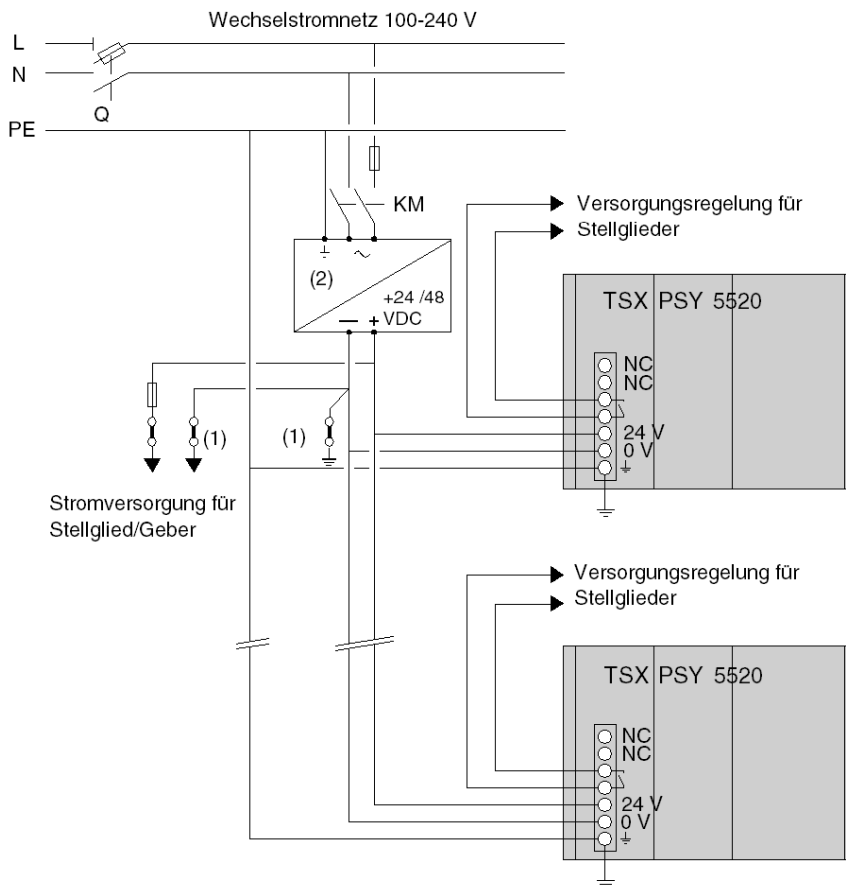 Wechselstromnetz 100-240 V
L
N
Q
PE
KM
Versorgungsregelung für
Stellglieder
(2)
+24 /48
VDC
— +
TSX PSY 5520
NC
NC
24 V
0 V
(1)
(1)
Stromversorgung für
Stellglied/Geber
Versorgungsregelung für
Stellglieder
TSX PSY 5520
NC
NC
24 V
0 V